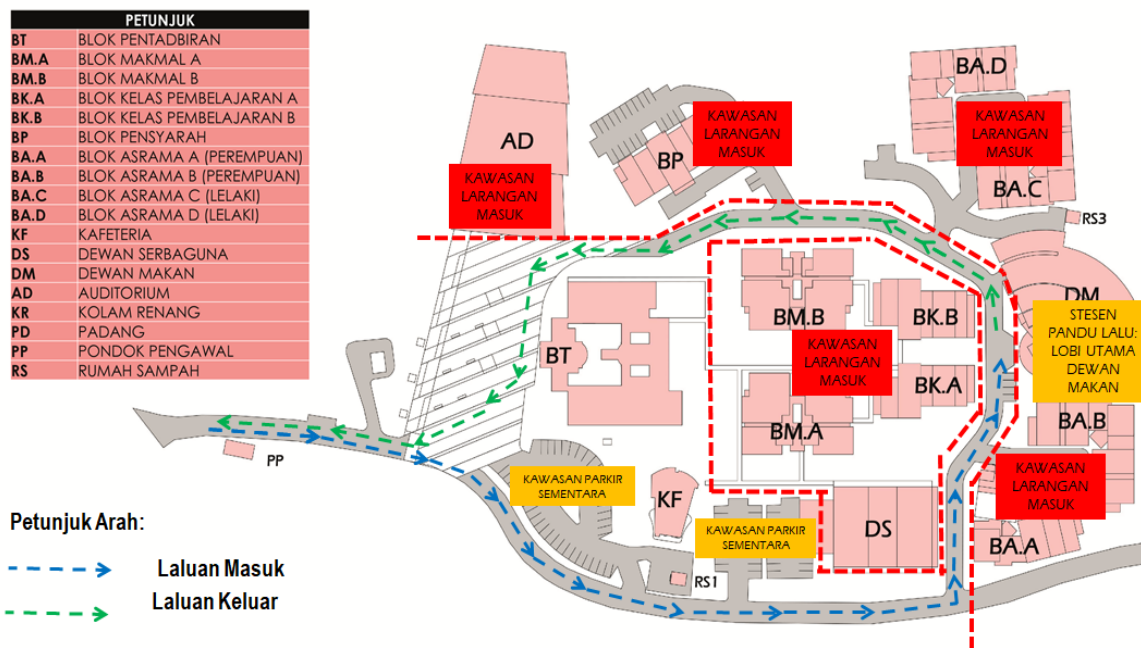 PETUNJUK
BT BLOK PENTADBIRAN
BM.A BLOK MAKMAL A
BM.B BLOK MAKMAL B
BK.A BLOK KELAS PEMBELAJARAN A
BK.B BLOK KELAS PEMBELAJARAN B
BP BLOK PENSYARAH
BA.A BLOK ASRAMA A (PEREMPUAN)
BA.B BLOK ASRAMA B (PEREMPUAN)
BA.C BLOK ASRAMA C (LELAKI)
BA.D BLOK ASRAMA D (LELAKI)
KF KAFETERIA
DS DEWAN SERBAGUNA
DM DEWAN MAKAN
AD AUDITORIUM
KR KOLAM RENANG
PD PADANG
PP PONDOK PENGAWAL
RS RUMAH SAMPAH
AD
KAWASAN
LARANGAN
MASUK
BP
KAWASAN
LARANGAN
MASUK
BA.D
KAWASAN
LARANGAN
MASUK
BA.C
RS3
DM
STESEN
PANDU LALU:
LOBI UTAMA
DEWAN
MAKAN
BM.B
BK.B
KAWASAN
LARANGAN
MASUK
BT
BK.A
BM.A
BA.B
KAWASAN
LARANGAN
MASUK
BA.A
PP
KAWASAN PARKIR
SEMENTARA
KF
KAWASAN PARKIR
SEMENTARA
DS
RS1
Petunjuk Arah:
Laluan Masuk
Laluan Keluar